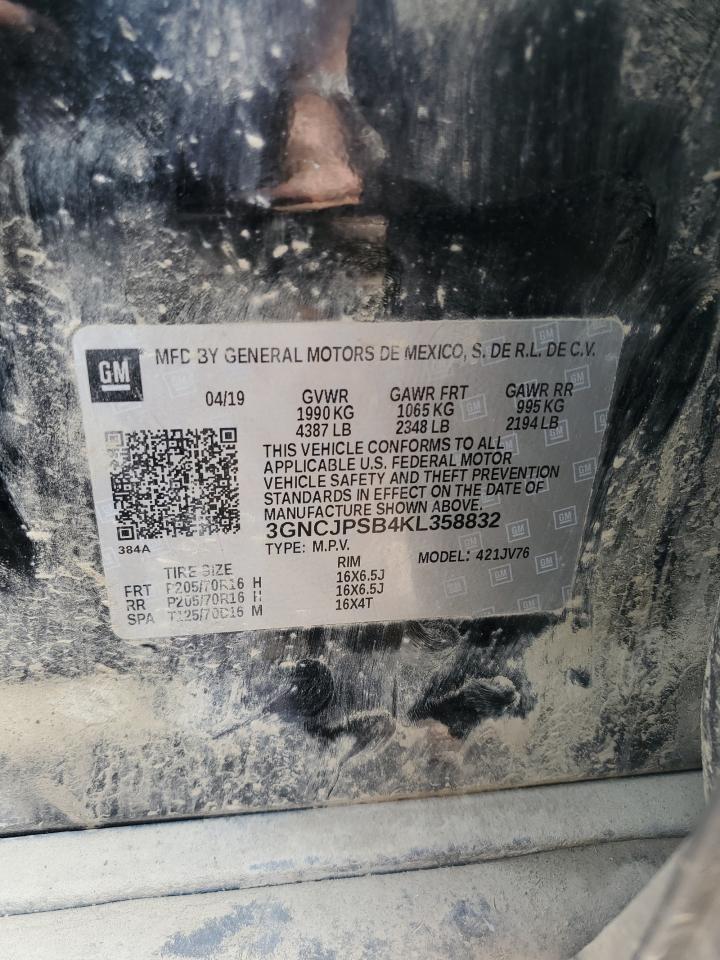 GM MFD BY GENERAL MOTORS DE MEXICO, S. DE R.L. DE C.V.
04/19 GVWR GAWR FRT GAWR RR
1990 KG 1065 KG 995 KG
4387 LB 2348 LB 2194 LB
THIS VEHICLE CONFORMS TO ALL
APPLICABLE U.S. FEDERAL MOTOR
VEHICLE SAFETY AND THEFT PREVENTION
STANDARDS IN EFFECT ON THE DATE OF
MANUFACTURE SHOWN ABOVE.
3GNCJPSB4KL358832
384A TYPE: M.P.V. MODEL: 421JV76
TIRE SIZE RIM
FRT P205/70R16 H 16X6.5J
RR P205/70R16 H 16X6.5J
SPA T125/70D16 M 16X4T